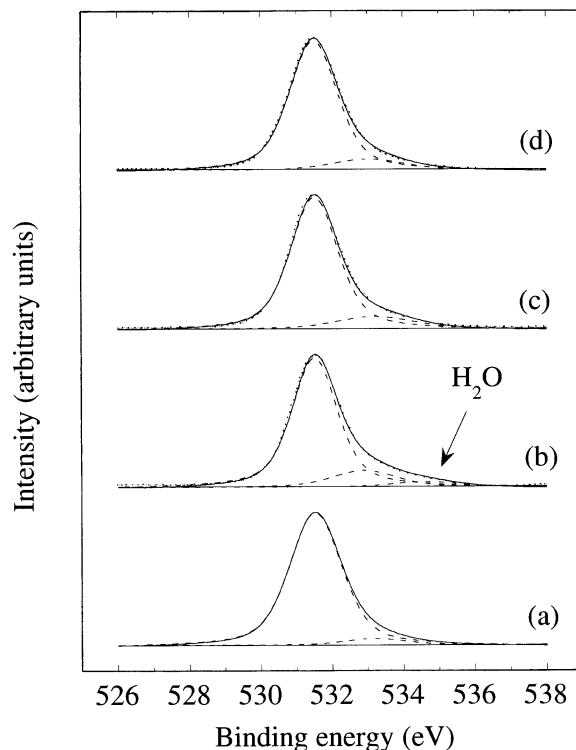 (d)
(c)
H₂O
(b)
(a)
Intensity (arbitrary units)
526 528 530 532 534 536 538
Binding energy (eV)